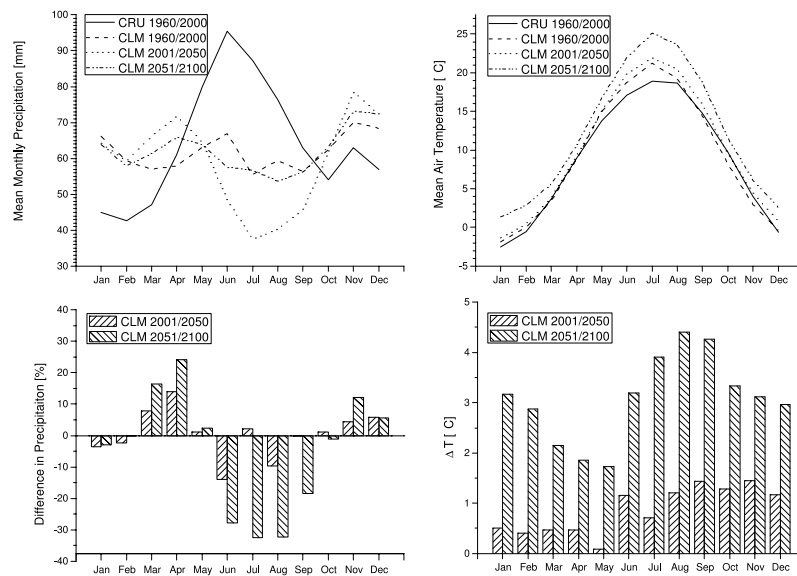 CRU 1960/2000
CLM 1960/2000
CLM 2001/2050
CLM 2051/2100
Mean Monthly Precipitation [mm]
100
90
80
70
60
50
40
30
Jan Feb Mar Apr May Jun Jul Aug Sep Oct Nov Dec
CRU 1960/2000
CLM 1960/2000
CLM 2001/2050
CLM 2051/2100
Mean Air Temperature [ C]
25
20
15
10
5
0
-5
Jan Feb Mar Apr May Jun Jul Aug Sep Oct Nov Dec
CLM 2001/2050
CLM 2051/2100
Difference in Precipitaiton [%]
40
30
20
10
0
-10
-20
-30
-40
Jan Feb Mar Apr May Jun Jul Aug Sep Oct Nov Dec
CLM 2001/2050
CLM 2051/2100
Δ T [ C]
5
4
3
2
1
0
Jan Feb Mar Apr May Jun Jul Aug Sep Oct Nov Dec